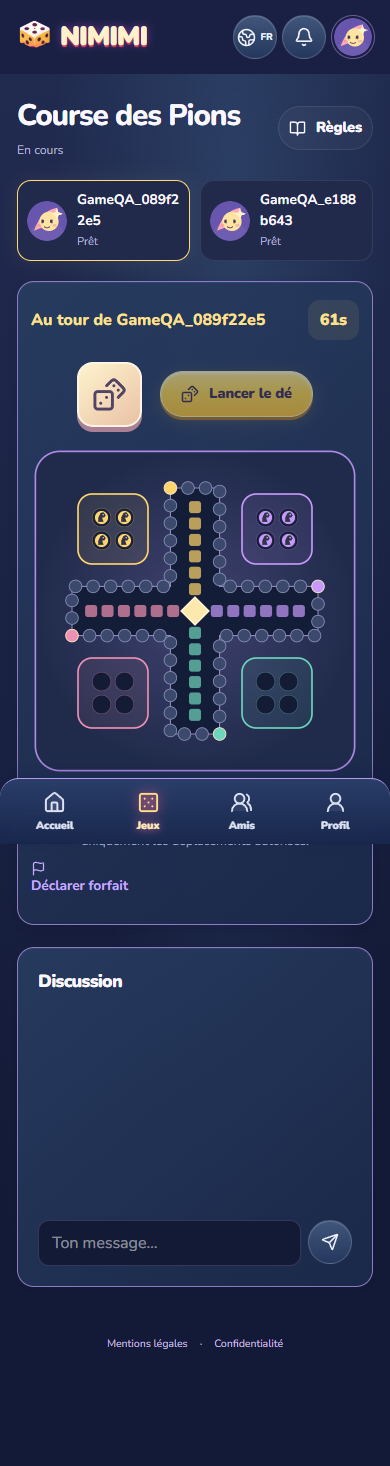 NIMIMI
FR
Course des Pions
Règles
En cours
GameQA_089f2
2e5
Prêt
GameQA_e188
b643
Prêt
Au tour de GameQA_089f22e5
61s
Lancer le dé
Accueil
Jeux
Amis
Profil
Déclarer forfait
Discussion
Ton message...
Mentions légales · Confidentialité